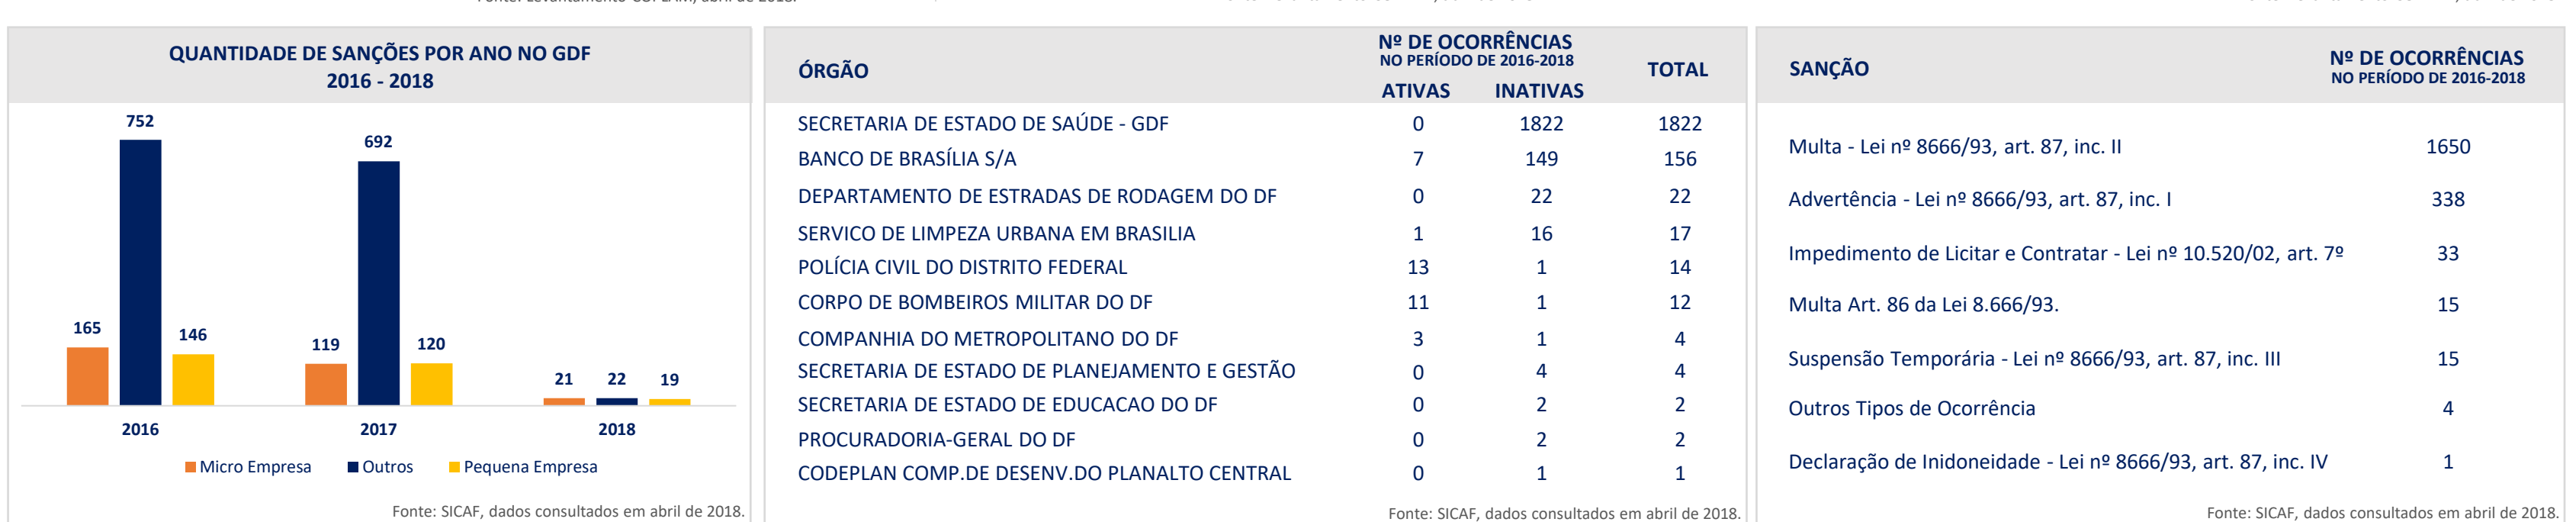 QUANTIDADE DE SANÇÕES POR ANO NO GDF
2016 - 2018
752
692
165
146
119
120
21
22
19
2016
2017
2018
Micro Empresa
Outros
Pequena Empresa
Fonte: SICAF, dados consultados em abril de 2018.
ÓRGÃO
Nº DE OCORRÊNCIAS
NO PERÍODO DE 2016-2018
TOTAL
ATIVAS INATIVAS
SECRETARIA DE ESTADO DE SAÚDE - GDF 0 1822 1822
BANCO DE BRASÍLIA S/A 7 149 156
DEPARTAMENTO DE ESTRADAS DE RODAGEM DO DF 0 22 22
SERVICO DE LIMPEZA URBANA EM BRASILIA 1 16 17
POLÍCIA CIVIL DO DISTRITO FEDERAL 13 1 14
CORPO DE BOMBEIROS MILITAR DO DF 11 1 12
COMPANHIA DO METROPOLITANO DO DF 3 1 4
SECRETARIA DE ESTADO DE PLANEJAMENTO E GESTÃO 0 4 4
SECRETARIA DE ESTADO DE EDUCACAO DO DF 0 2 2
PROCURADORIA-GERAL DO DF 0 2 2
CODEPLAN COMP.DE DESENV.DO PLANALTO CENTRAL 0 1 1
Fonte: SICAF, dados consultados em abril de 2018.
SANÇÃO
Nº DE OCORRÊNCIAS
NO PERÍODO DE 2016-2018
Multa - Lei nº 8666/93, art. 87, inc. II 1650
Advertência - Lei nº 8666/93, art. 87, inc. I 338
Impedimento de Licitar e Contratar - Lei nº 10.520/02, art. 7º 33
Multa Art. 86 da Lei 8.666/93. 15
Suspensão Temporária - Lei nº 8666/93, art. 87, inc. III 15
Outros Tipos de Ocorrência 4
Declaração de Inidoneidade - Lei nº 8666/93, art. 87, inc. IV 1
Fonte: SICAF, dados consultados em abril de 2018.